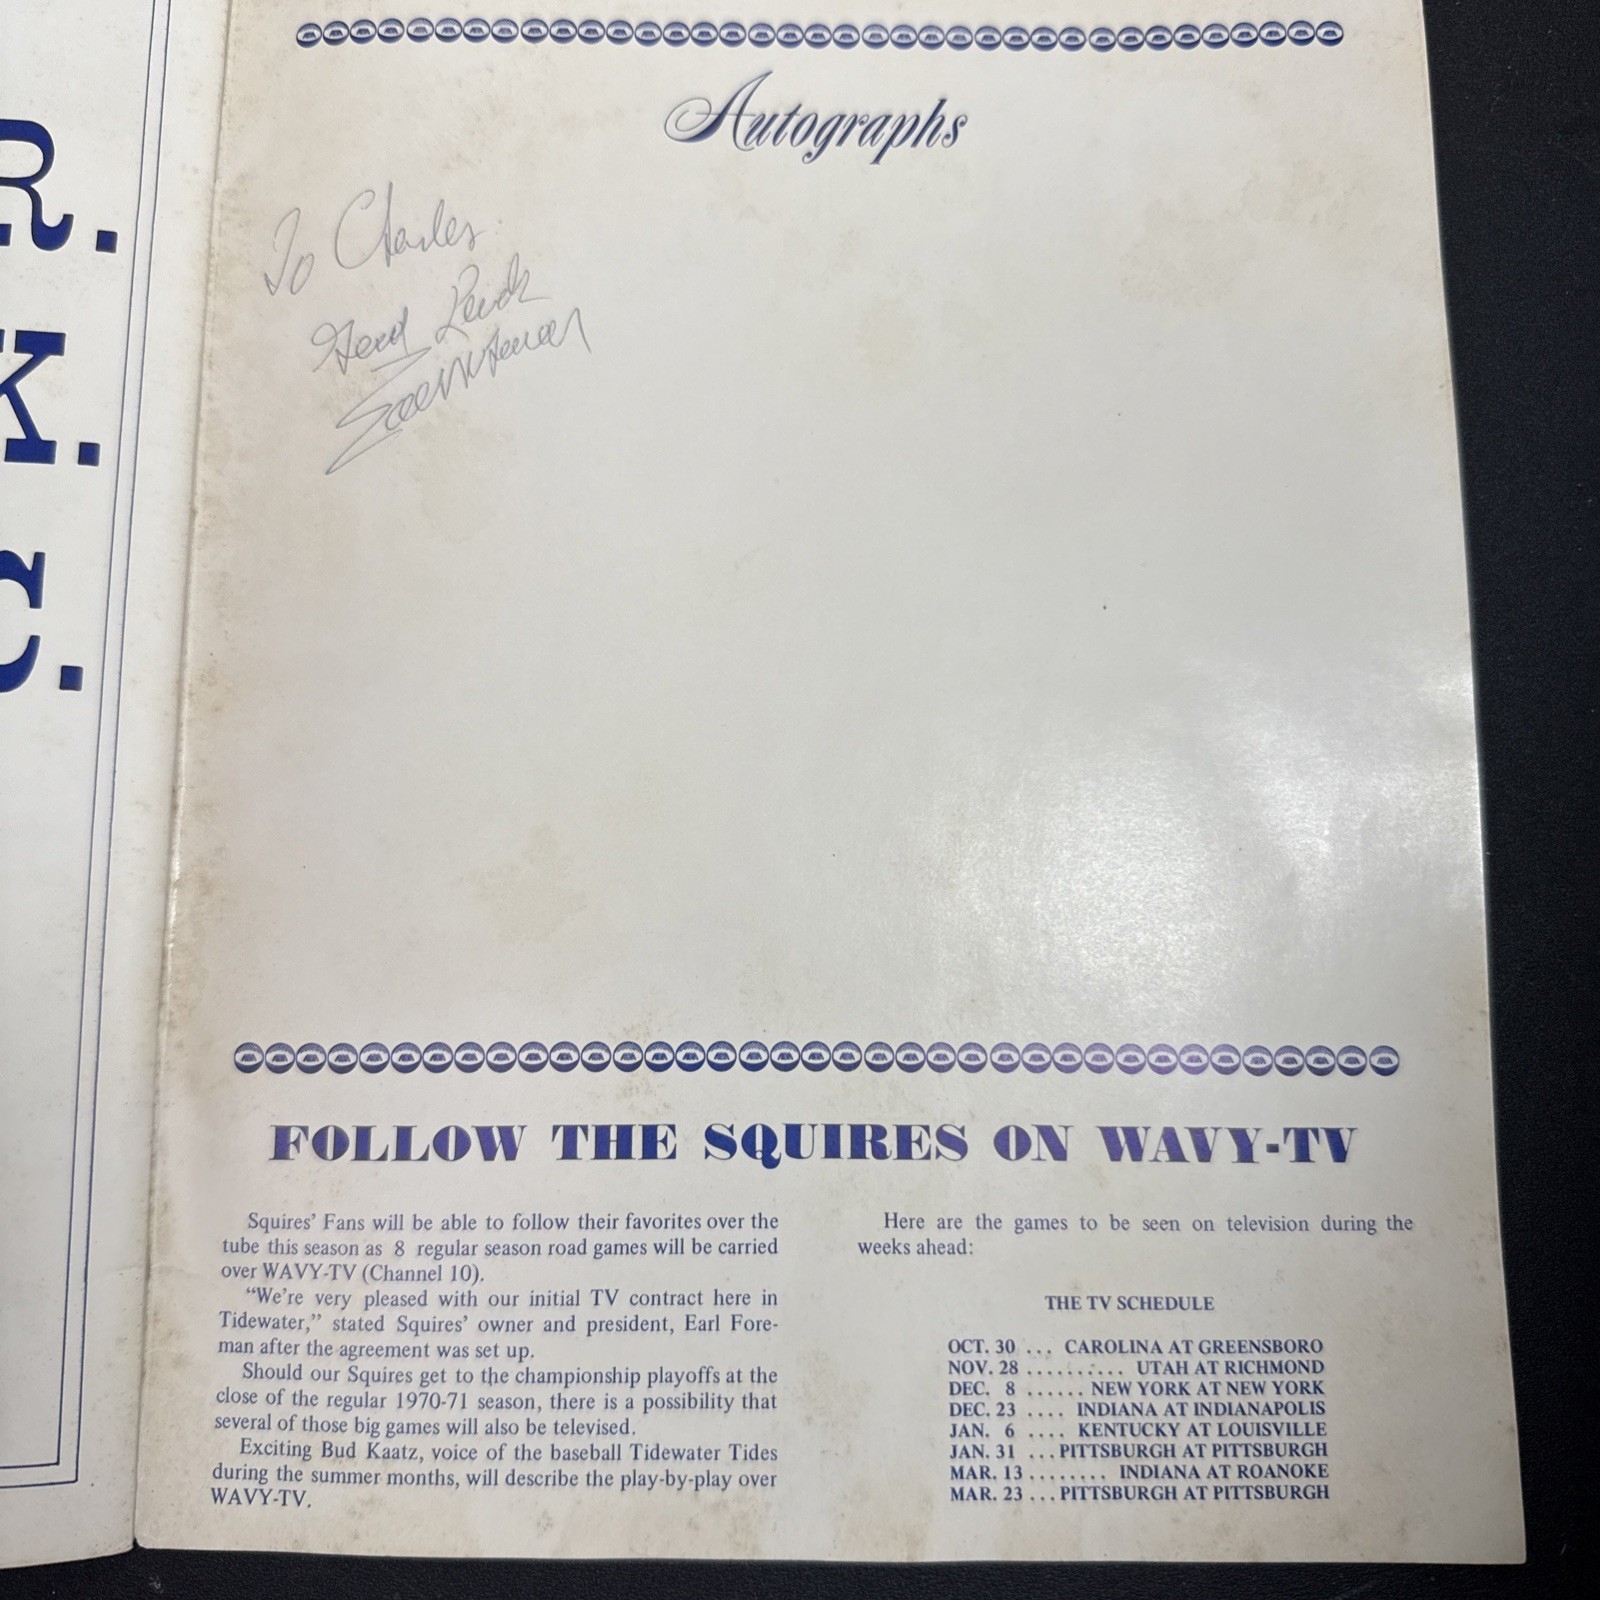 R.
K.
C.
Autographs
To Charles
Good Luck
FOLLOW THE SQUIRES ON WAVY-TV
Squires' Fans will be able to follow their favorites over the
tube this season as 8 regular season road games will be carried
over WAVY-TV (Channel 10).
"We're very pleased with our initial TV contract here in
Tidewater," stated Squires' owner and president, Earl Fore-
man after the agreement was set up.
Should our Squires get to the championship playoffs at the
close of the regular 1970-71 season, there is a possibility that
several of those big games will also be televised.
Exciting Bud Kaatz, voice of the baseball Tidewater Tides
during the summer months, will describe the play-by-play over
WAVY-TV.
Here are the games to be seen on television during the
weeks ahead:
THE TV SCHEDULE
OCT. 30 ... CAROLINA AT GREENSBORO
NOV. 28 .......... UTAH AT RICHMOND
DEC. 8 ...... NEW YORK AT NEW YORK
DEC. 23 .... INDIANA AT INDIANAPOLIS
JAN. 6 .... KENTUCKY AT LOUISVILLE
JAN. 31 ... PITTSBURGH AT PITTSBURGH
MAR. 13 ........ INDIANA AT ROANOKE
MAR. 23 ... PITTSBURGH AT PITTSBURGH